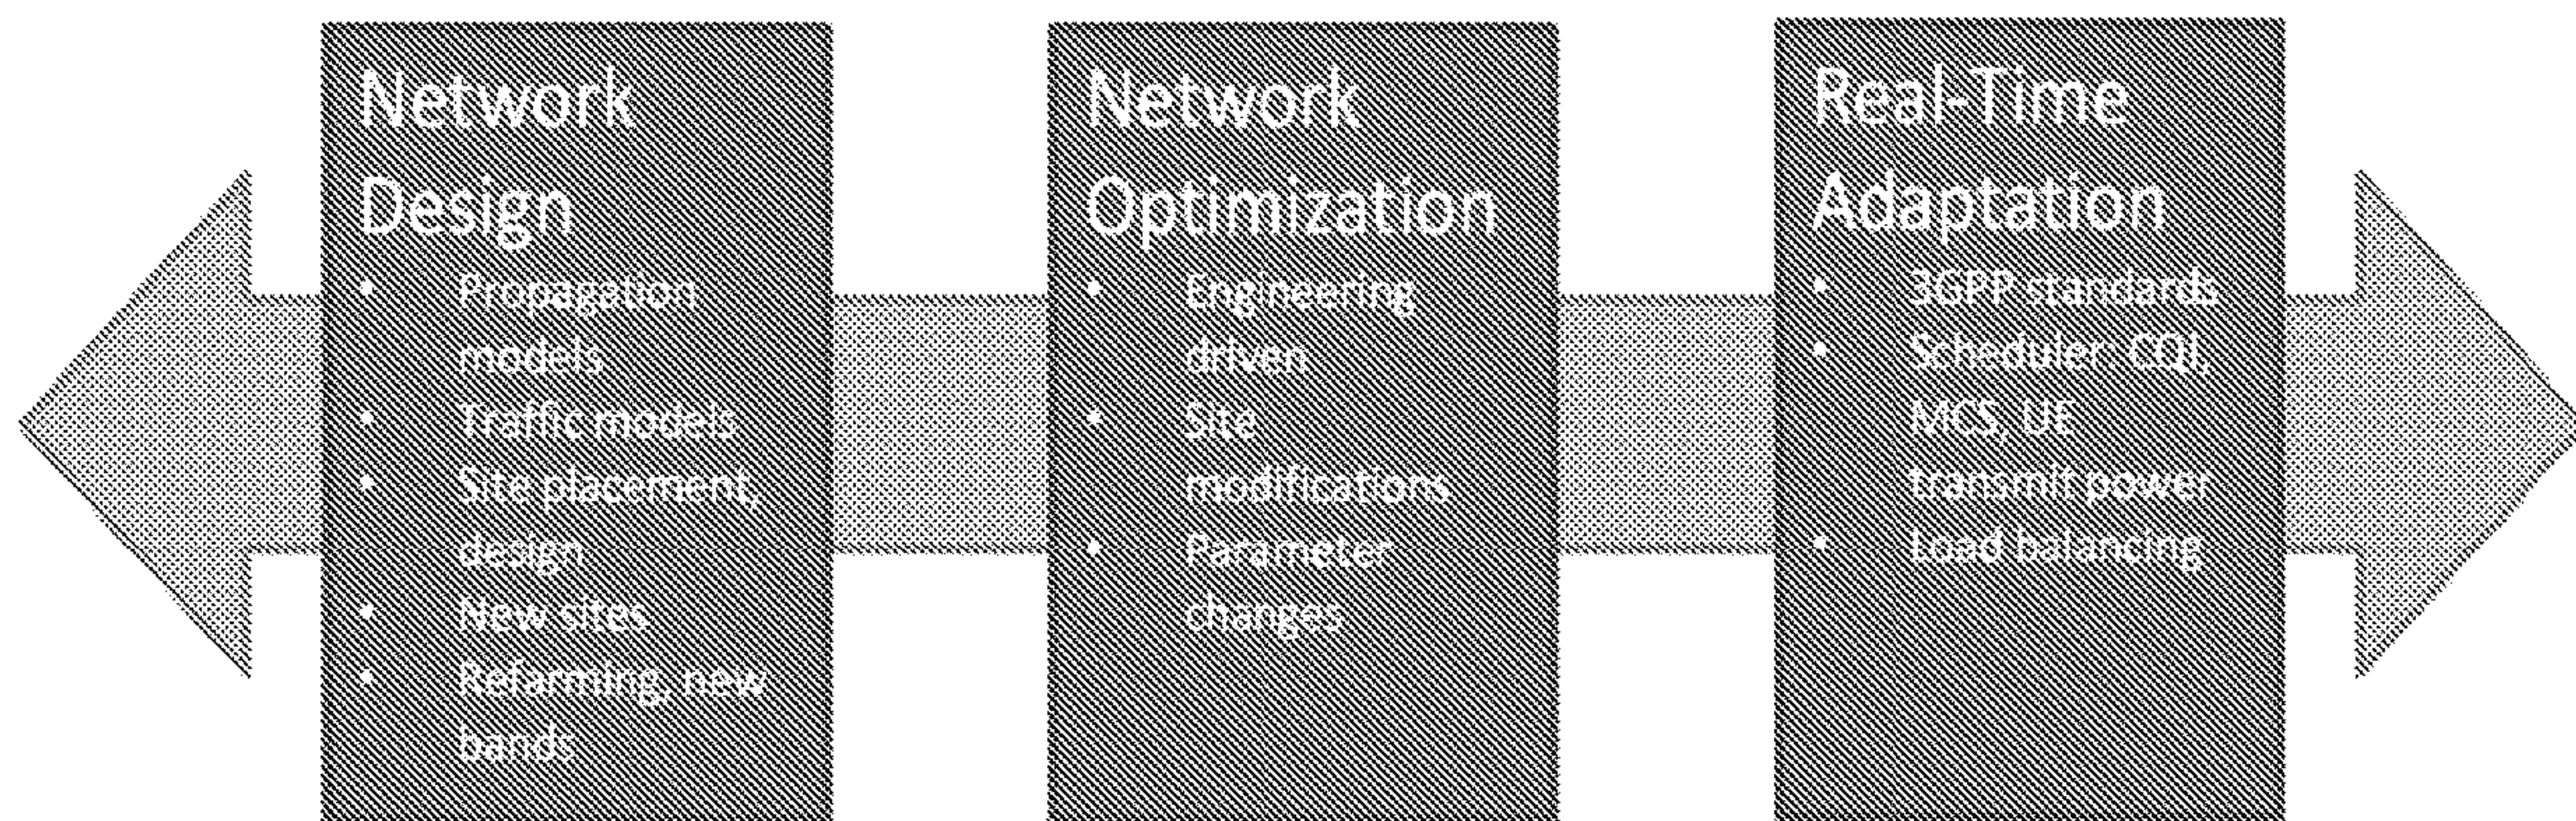 Network
Design
• Propagation
models
• Traffic models
• Site placement,
design
• New sites
• Refarming, new
bands
Network
Optimization
• Engineering
driven
• Site
modifications
• Parameter
changes
Real-Time
Adaptation
• 3GPP standards
• Scheduler: CQI,
MCS, UE
transmit power
• Load balancing